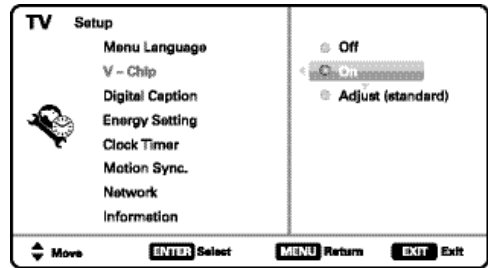 TV Setup
Menu Language
V - Chip
Digital Caption
Energy Setting
Clock Timer
Motion Sync.
Network
Information
Off
On
Adjust (standard)
Move ENTER Select MENU Return EXIT Exit